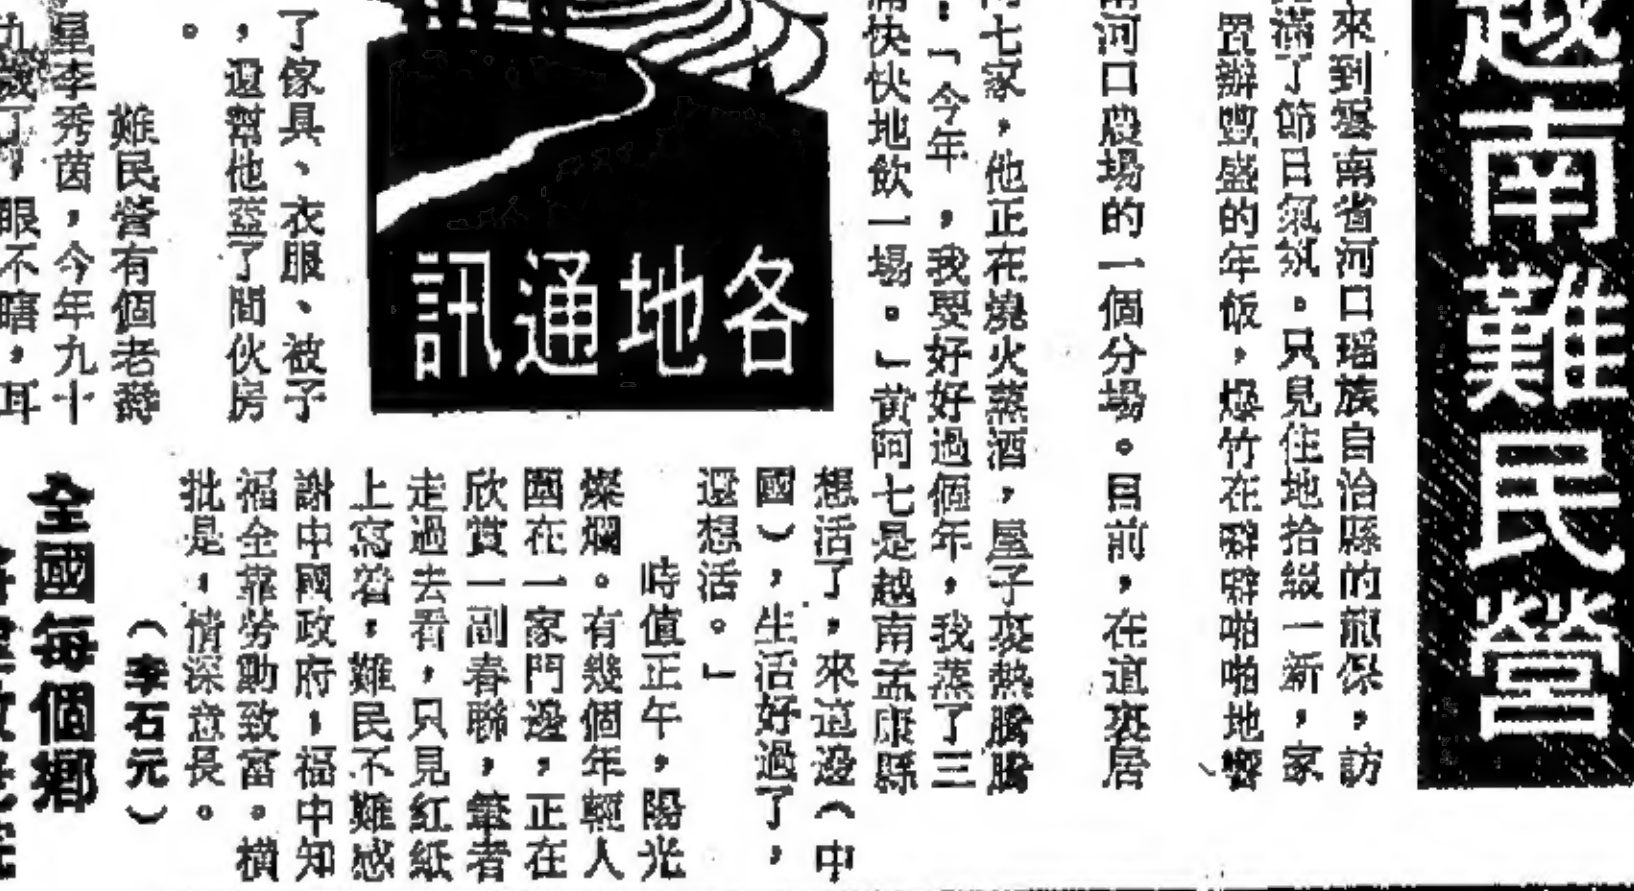 越南難民營
來到雲南省河口瑤族自治縣的
保,訪
滿了節日氣氛。只見住地拾綴一新,家
置辦豐盛的年飯,爆竹在噼噼啪啪地響
河口農場的一個分場。目前,在這裏居
七家,他正在燒火蒸酒,屋子裏熱騰騰
:「今年,我要好好過個年,我蒸了三
快快地飲一場。」黃阿七是越南孟康縣
各地通訊
了傢具、衣服、被子
,還幫他蓋了間伙房
。
難民營有個老壽
星李秀茵,今年九十
九歲了,眼不瞎,耳
想活了,來這邊(中
國),生活好過了,
還想活。」
時值正午,陽光
燦爛。有幾個年輕人
圍在一家門邊,正在
欣賞一副春聯,筆者
走過去看,只見紅紙
上寫着,難民不難感
謝中國政府,福中知
福全靠勞動致富。橫
批是,情深意長。
(李石元)
全國每個鄉